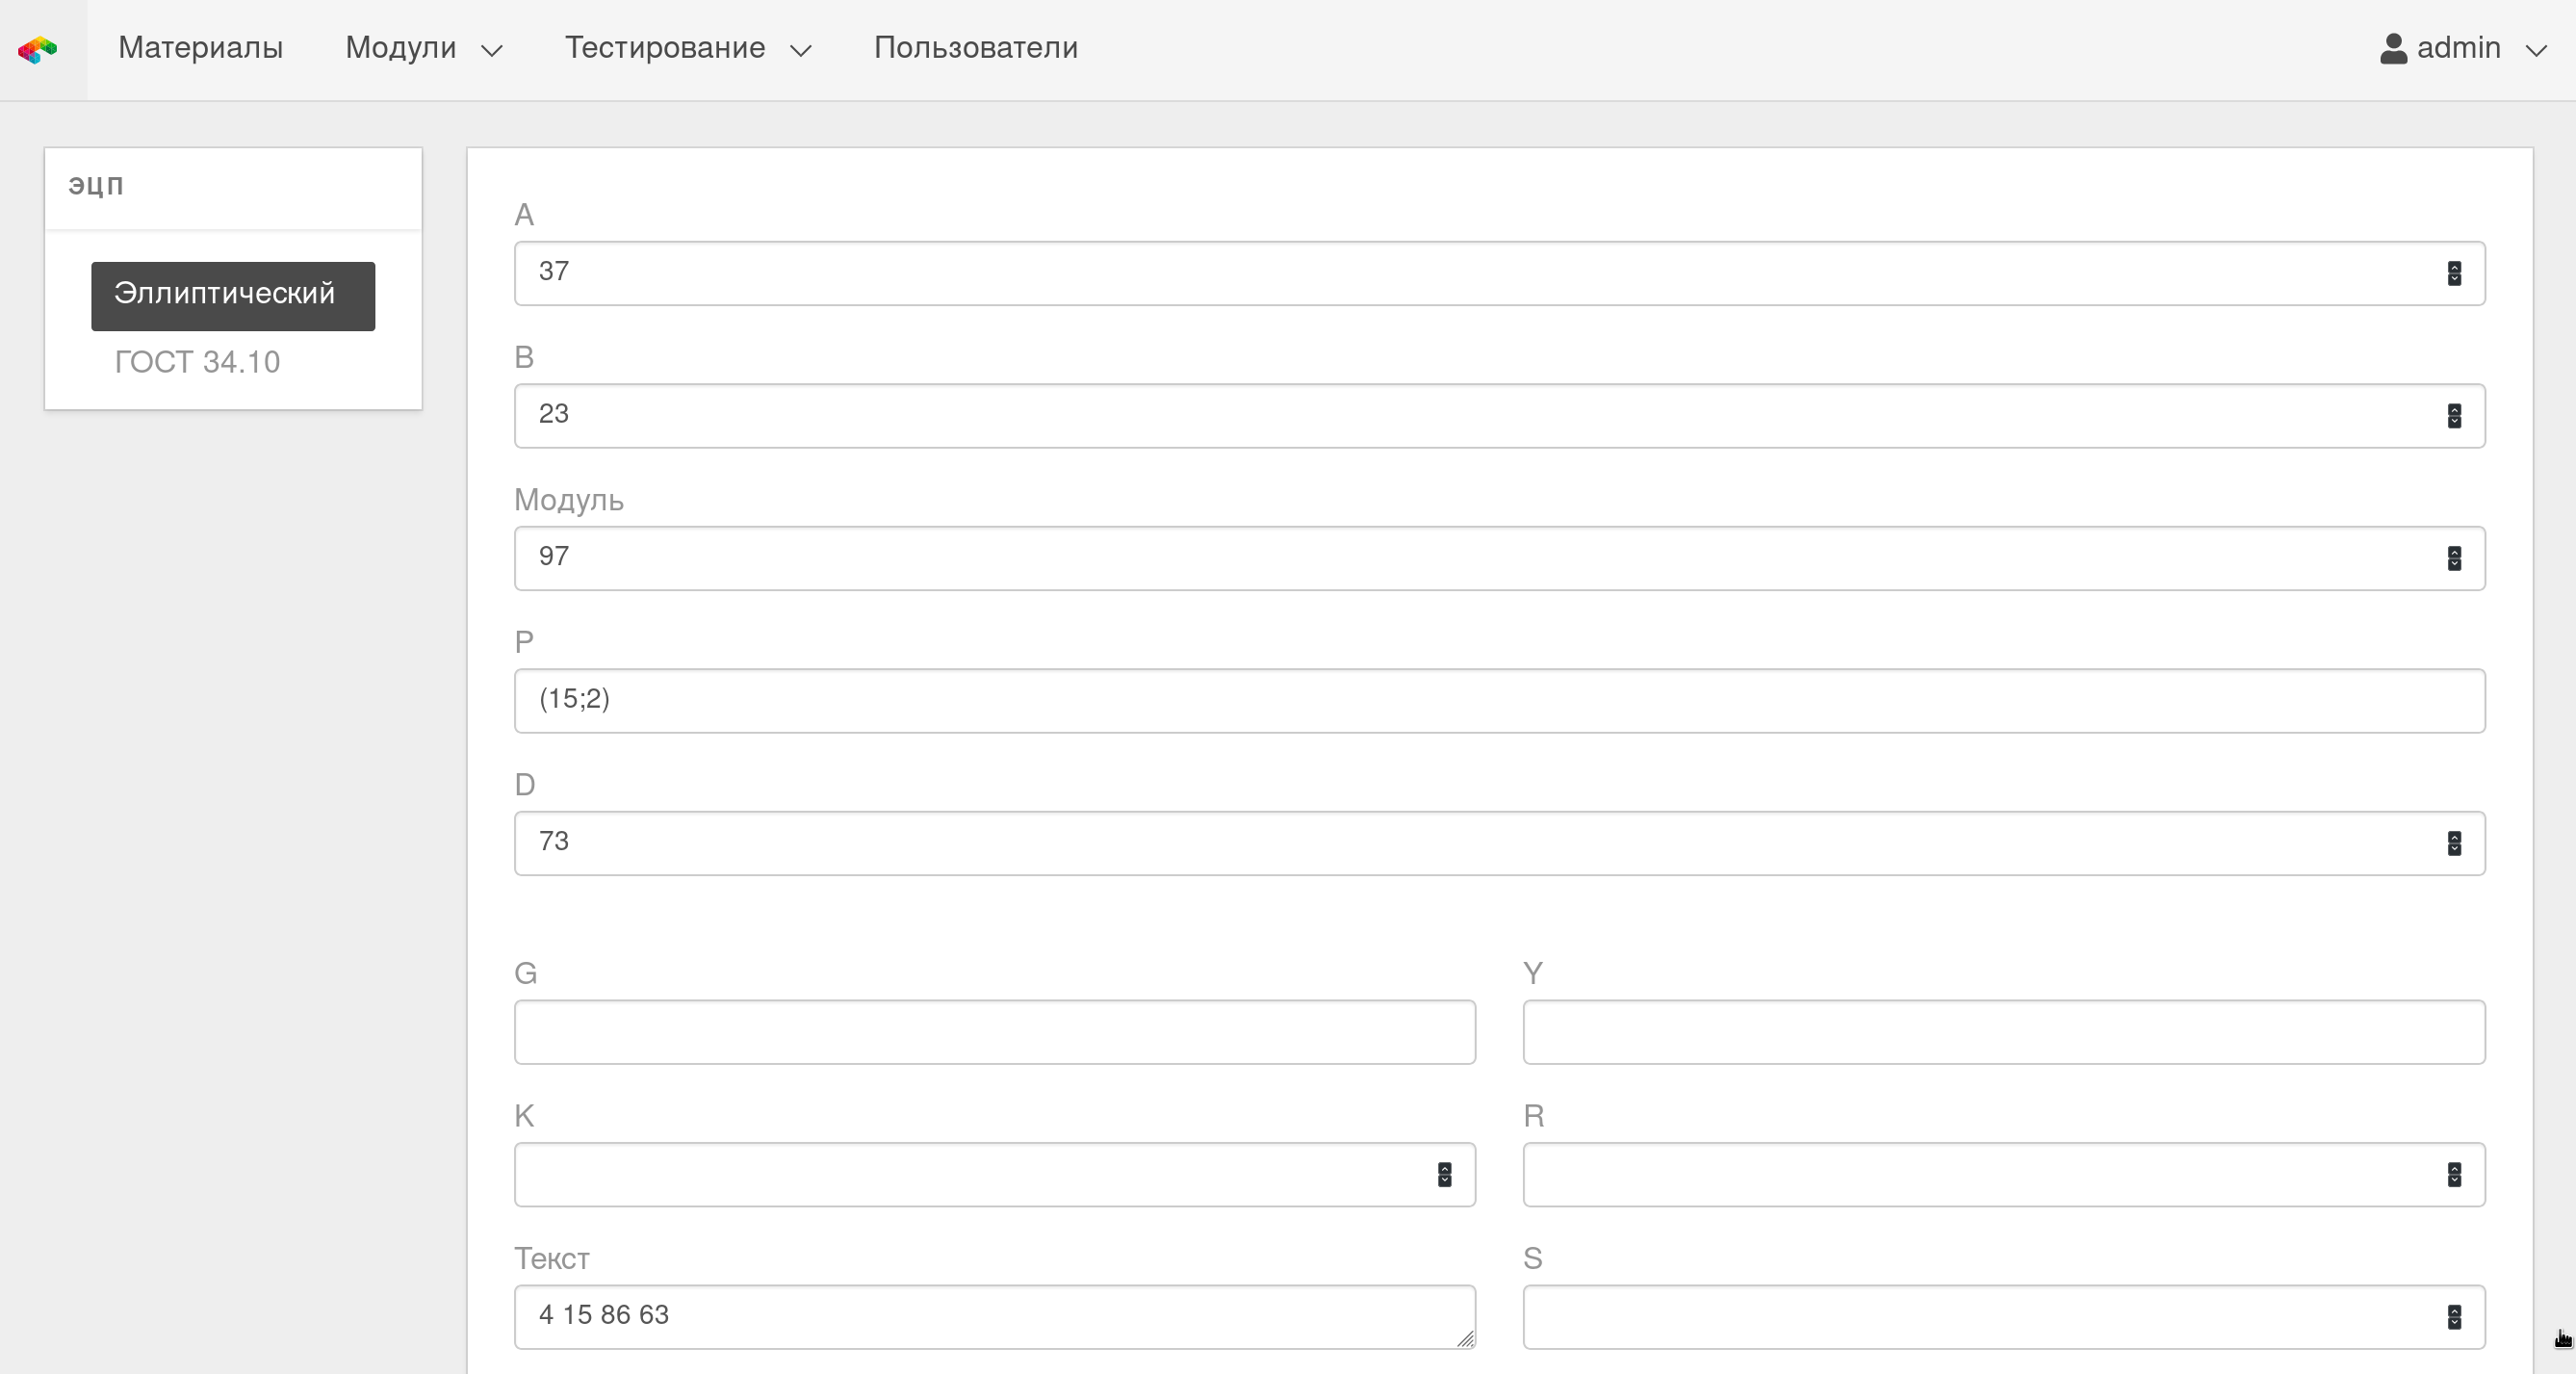 Материалы Модули Тестирование Пользователи admin
ЭЦП
Эллиптический
ГОСТ 34.10
A
37
B
23
Модуль
97
P
(15;2)
D
73
G Y
K R
Текст S
4 15 86 63